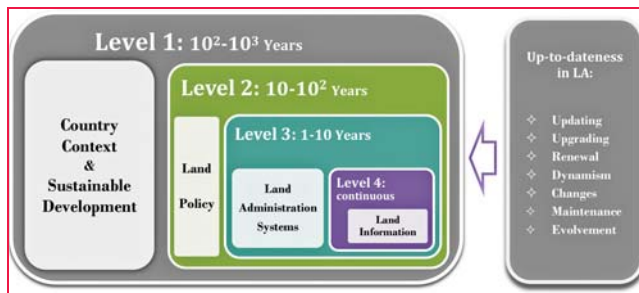 Level 1: 10²-10³ Years
Country
Context
&
Sustainable
Development
Level 2: 10-10² Years
Land
Policy
Level 3: 1-10 Years
Land
Administration
Systems
Level 4:
continuous
Land
Information
Up-to-dateness
in LA:
✧ Updating
✧ Upgrading
✧ Renewal
✧ Dynamism
✧ Changes
✧ Maintenance
✧ Evolvement